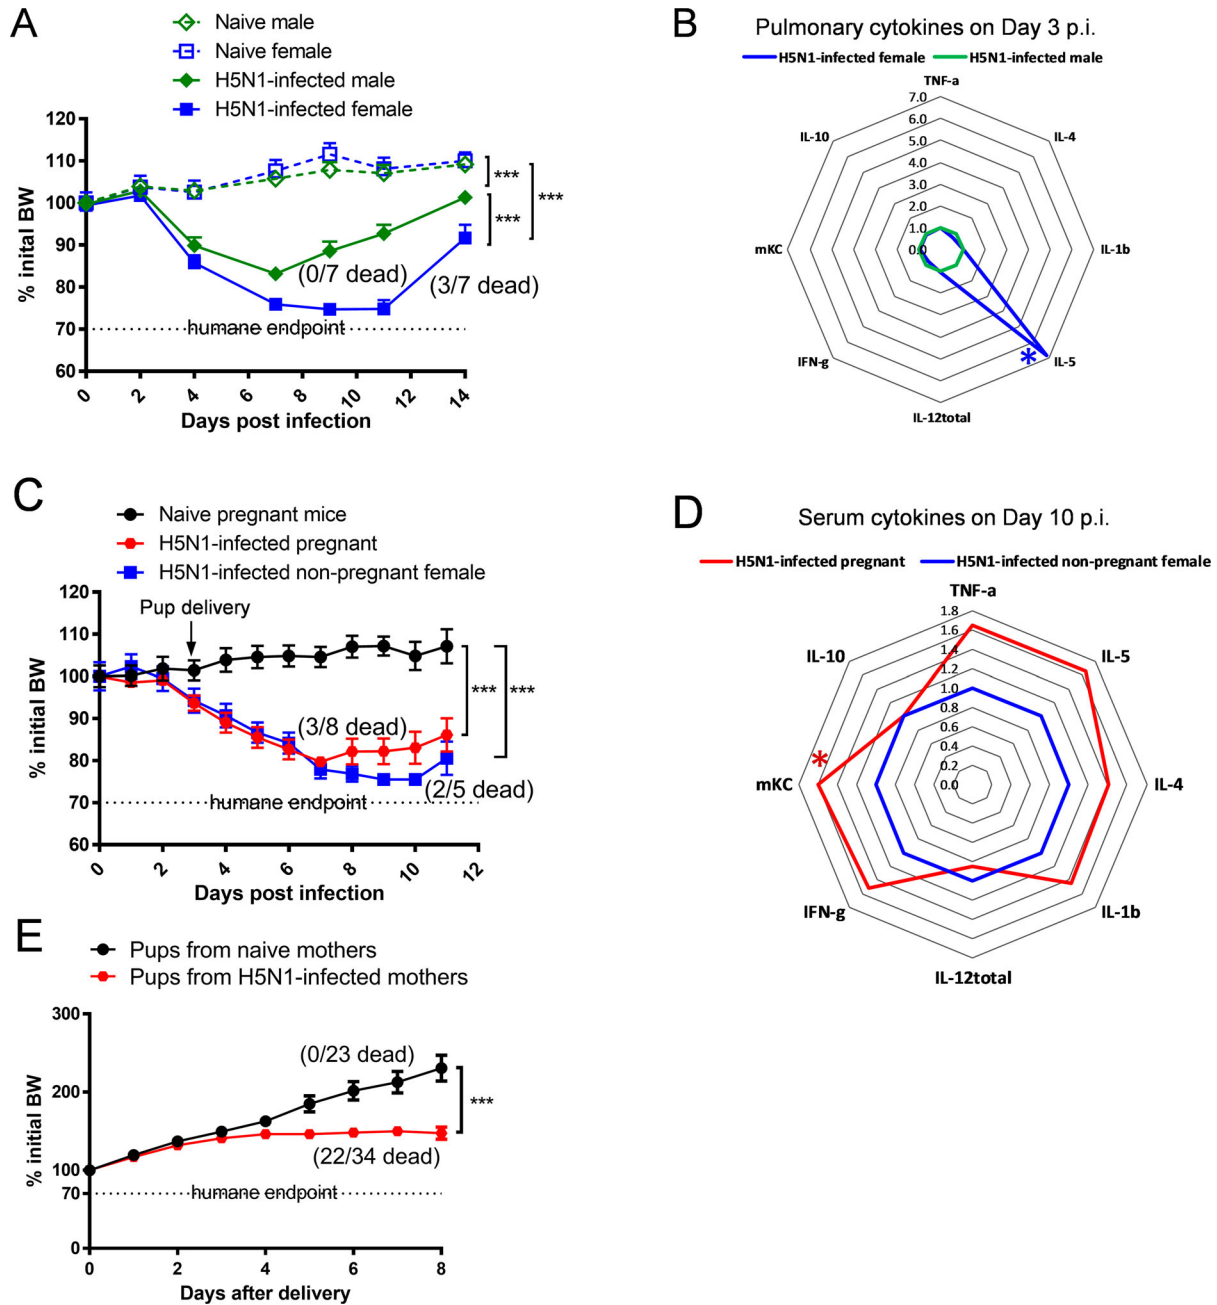 A
Naive male
Naive female
H5N1-infected male
H5N1-infected female
120
110
100
90
80
70
60
% inital BW
(0/7 dead)
(3/7 dead)
humane endpoint
***
***
***
0 2 4 6 8 10 12 14
Days post infection
B
Pulmonary cytokines on Day 3 p.i.
H5N1-infected female
H5N1-infected male
TNF-a
7.0
6.0
5.0
4.0
3.0
2.0
1.0
0.0
IL-10
IL-4
mKC
IL-1b
IFN-g
*
IL-5
IL-12total
C
Naive pregnant mice
H5N1-infected pregnant
H5N1-infected non-pregnant female
120
110
100
90
80
70
60
% initial BW
Pup delivery
(3/8 dead)
(2/5 dead)
humane endpoint
***
***
0 2 4 6 8 10 12
Days post infection
D
Serum cytokines on Day 10 p.i.
H5N1-infected pregnant
H5N1-infected non-pregnant female
TNF-a
1.8
1.6
1.4
1.2
1.0
0.8
0.6
0.4
0.2
0.0
IL-10
IL-5
*
mKC
IL-4
IFN-g
IL-1b
IL-12total
E
Pups from naive mothers
Pups from H5N1-infected mothers
300
200
100
70
0
% initial BW
(0/23 dead)
(22/34 dead)
***
humane endpoint
0 2 4 6 8
Days after delivery